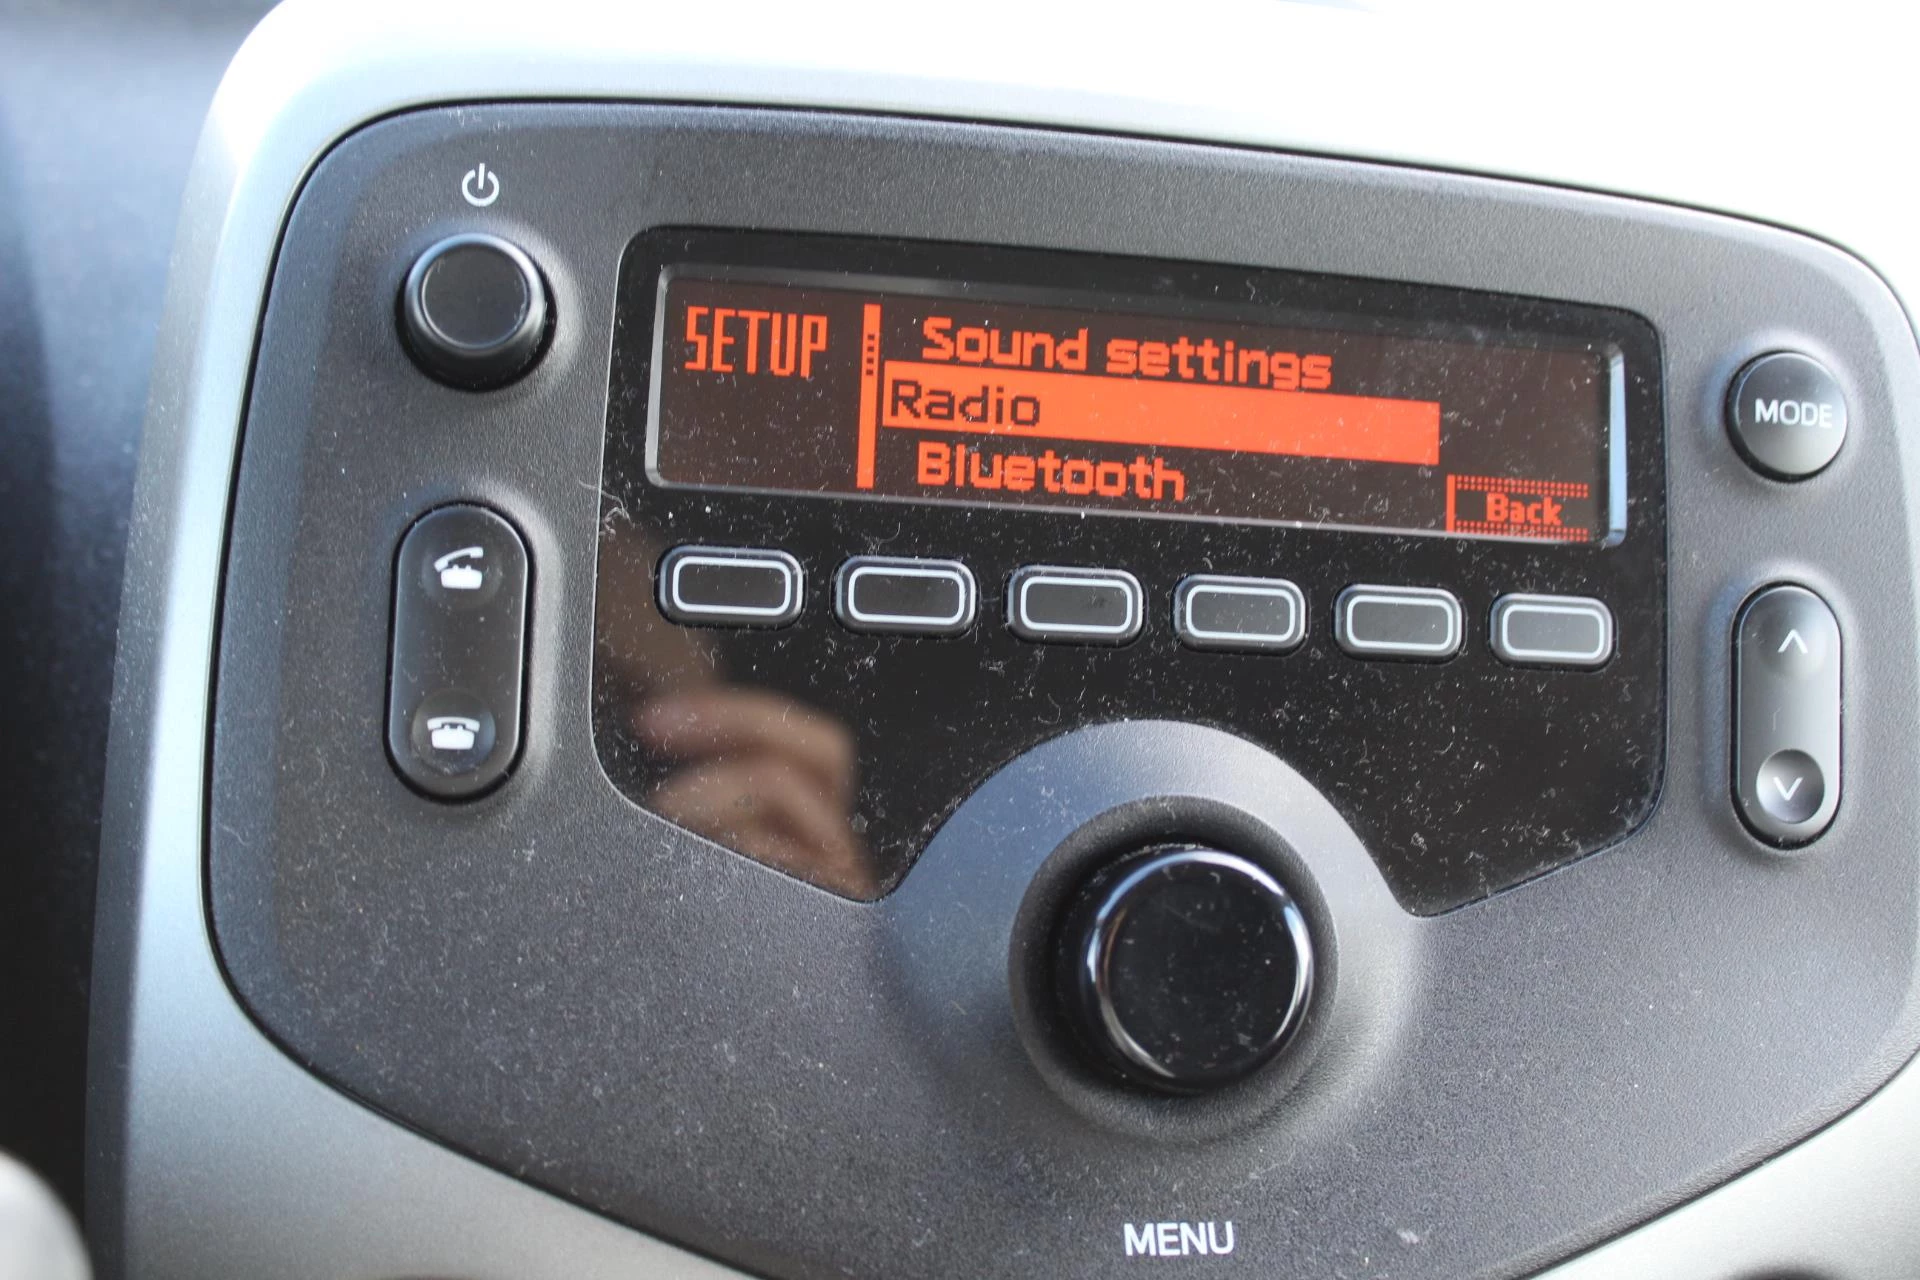 SETUP
Sound settings
Radio
Bluetooth
Back
MODE
MENU